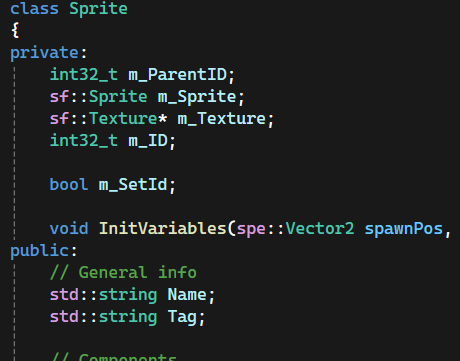 class Sprite
{
private:
int32_t m_ParentID;
sf::Sprite m_Sprite;
sf::Texture* m_Texture;
int32_t m_ID;
bool m_SetId;
void InitVariables(spe::Vector2 spawnPos,
public:
// General info
std::string Name;
std::string Tag;
// Components